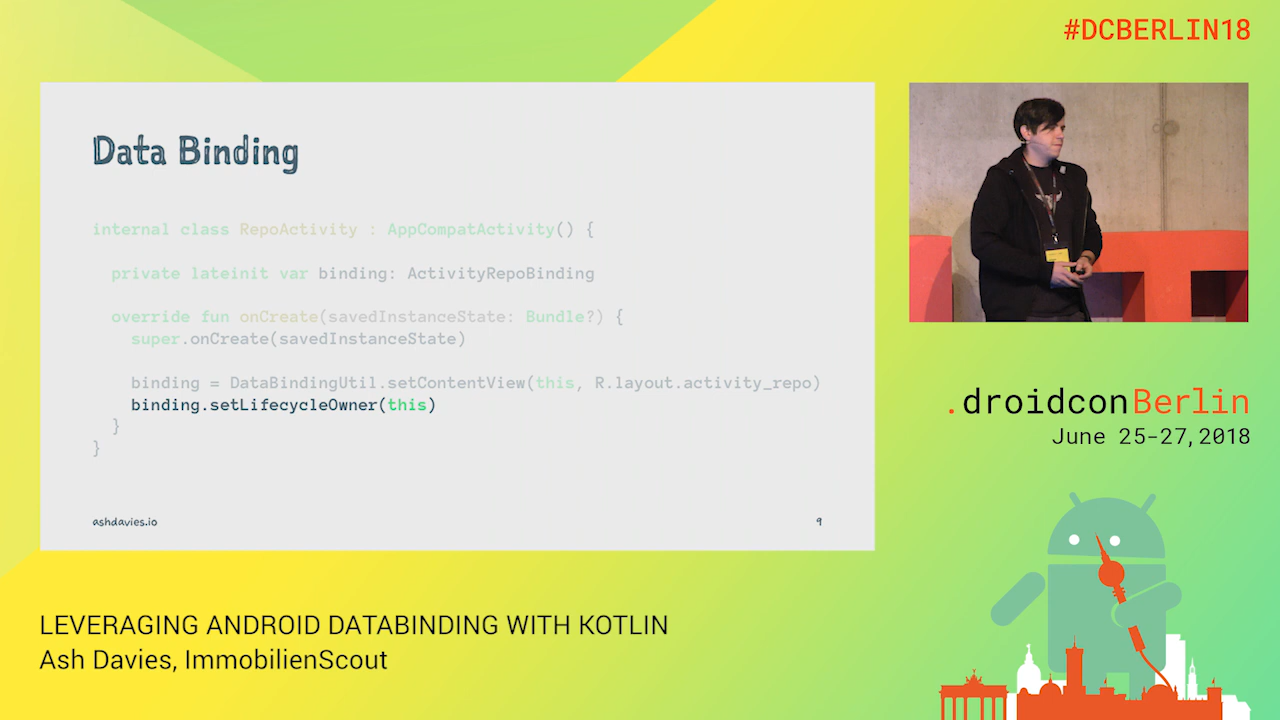 #DCBERLIN18
Data Binding
internal class RepoActivity : AppCompatActivity() {
private lateinit var binding: ActivityRepoBinding
override fun onCreate(savedInstanceState: Bundle?) {
super.onCreate(savedInstanceState)
binding = DataBindingUtil.setContentView(this, R.layout.activity_repo)
binding.setLifecycleOwner(this)
}
}
ashdavies.io
9
.droidconBerlin
June 25-27, 2018
LEVERAGING ANDROID DATABINDING WITH KOTLIN
Ash Davies, ImmobilienScout